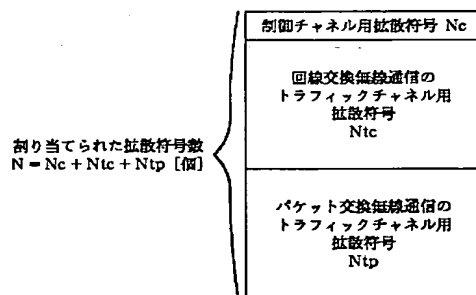 制御チャネル用拡散符号 Nc
回線交換無線通信の
トラフィックチャネル用
拡散符号
Ntc
割り当てられた拡散符号数
N = Nc + Ntc + Ntp [個]
パケット交換無線通信の
トラフィックチャネル用
拡散符号
Ntp